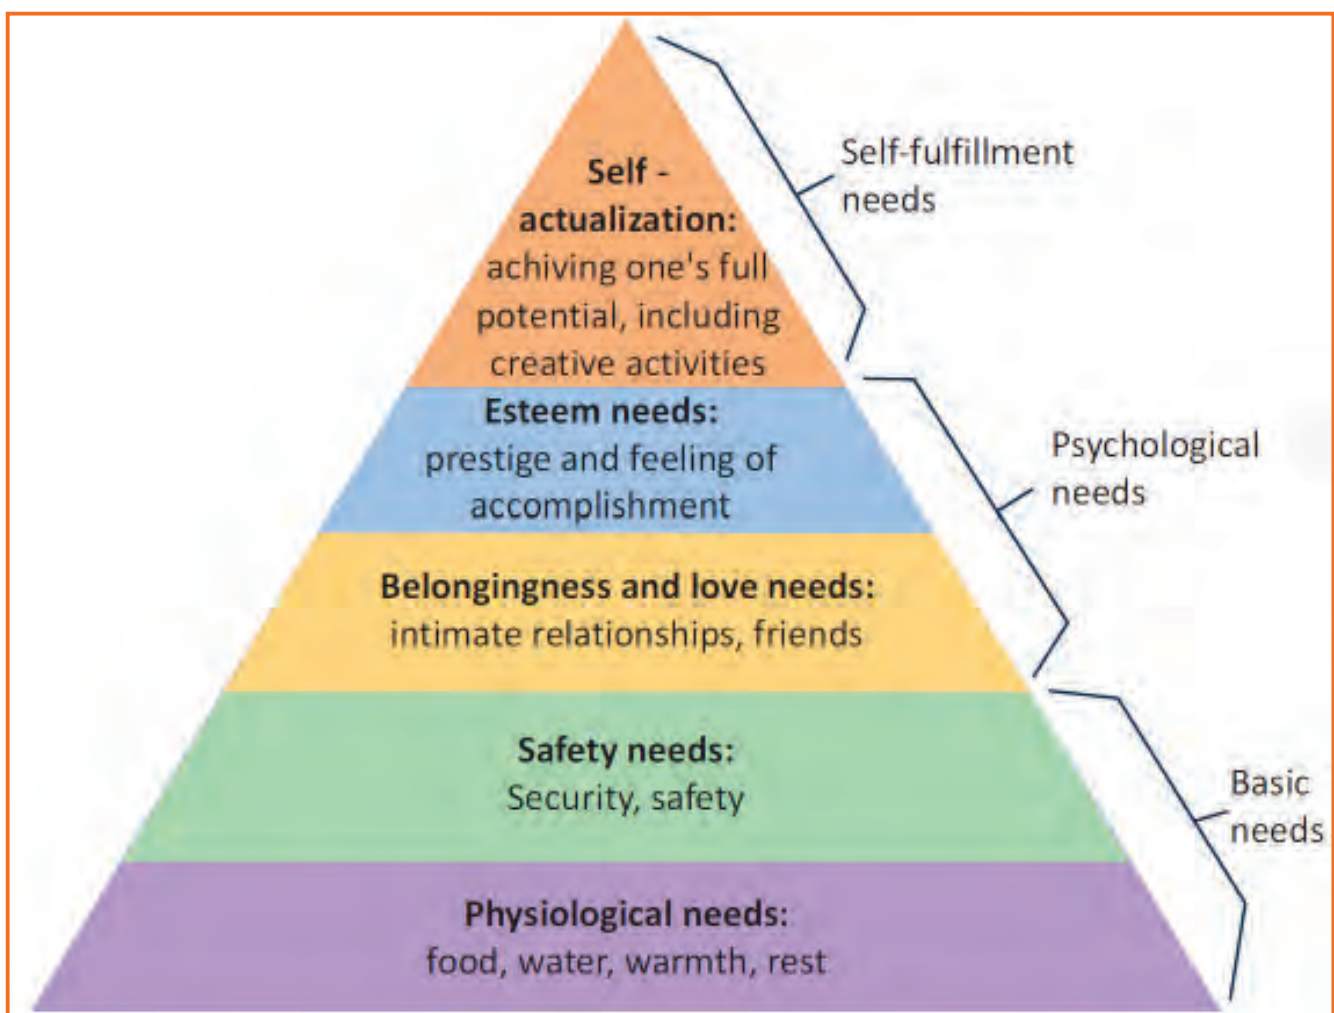 Self -
actualization:
achiving one's full
potential, including
creative activities
Self-fulfillment
needs
Esteem needs:
prestige and feeling of
accomplishment
Psychological
needs
Belongingness and love needs:
intimate relationships, friends
Safety needs:
Security, safety
Basic
needs
Physiological needs:
food, water, warmth, rest